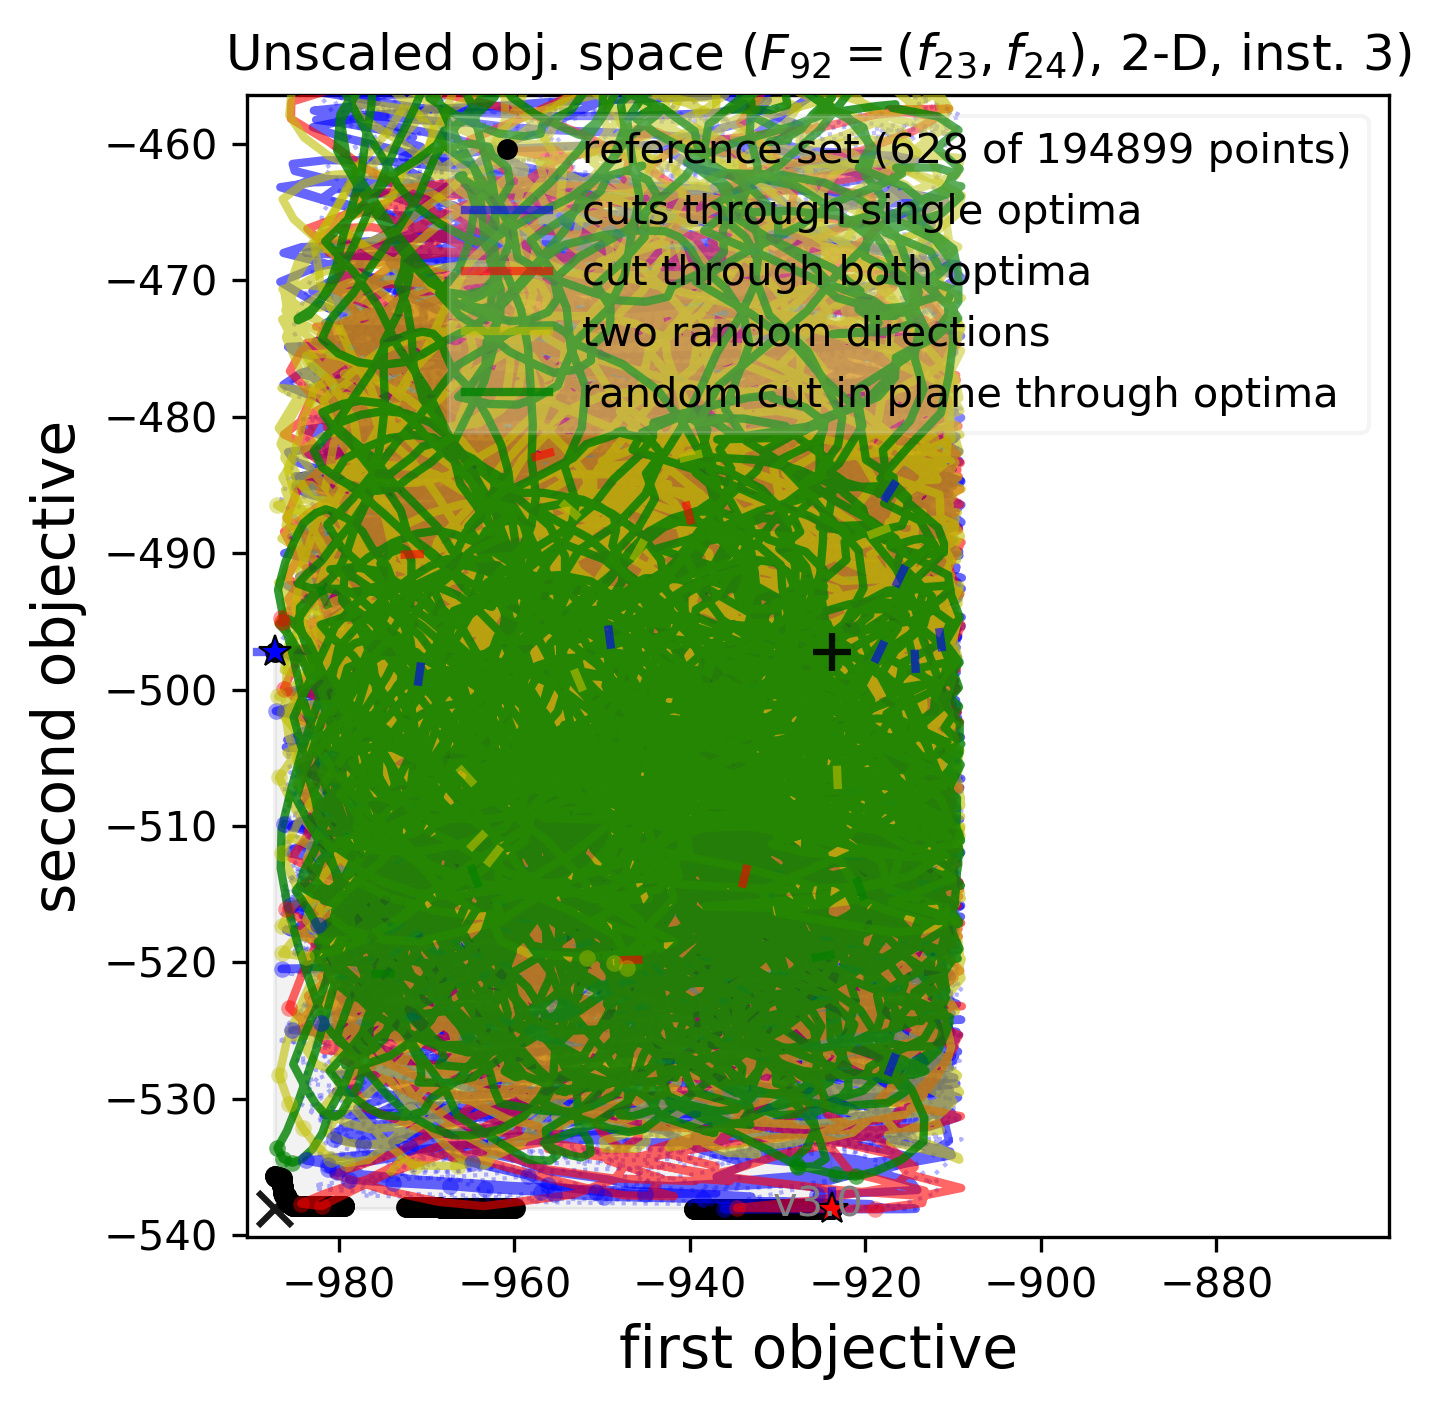 Unscaled obj. space (F₉₂ = (f₂₃, f₂₄), 2-D, inst. 3)
reference set (628 of 194899 points)
cuts through single optima
cut through both optima
two random directions
random cut in plane through optima
second objective
−460
−470
−480
−490
−500
−510
−520
−530
−540
v3.0
−980 −960 −940 −920 −900 −880
first objective